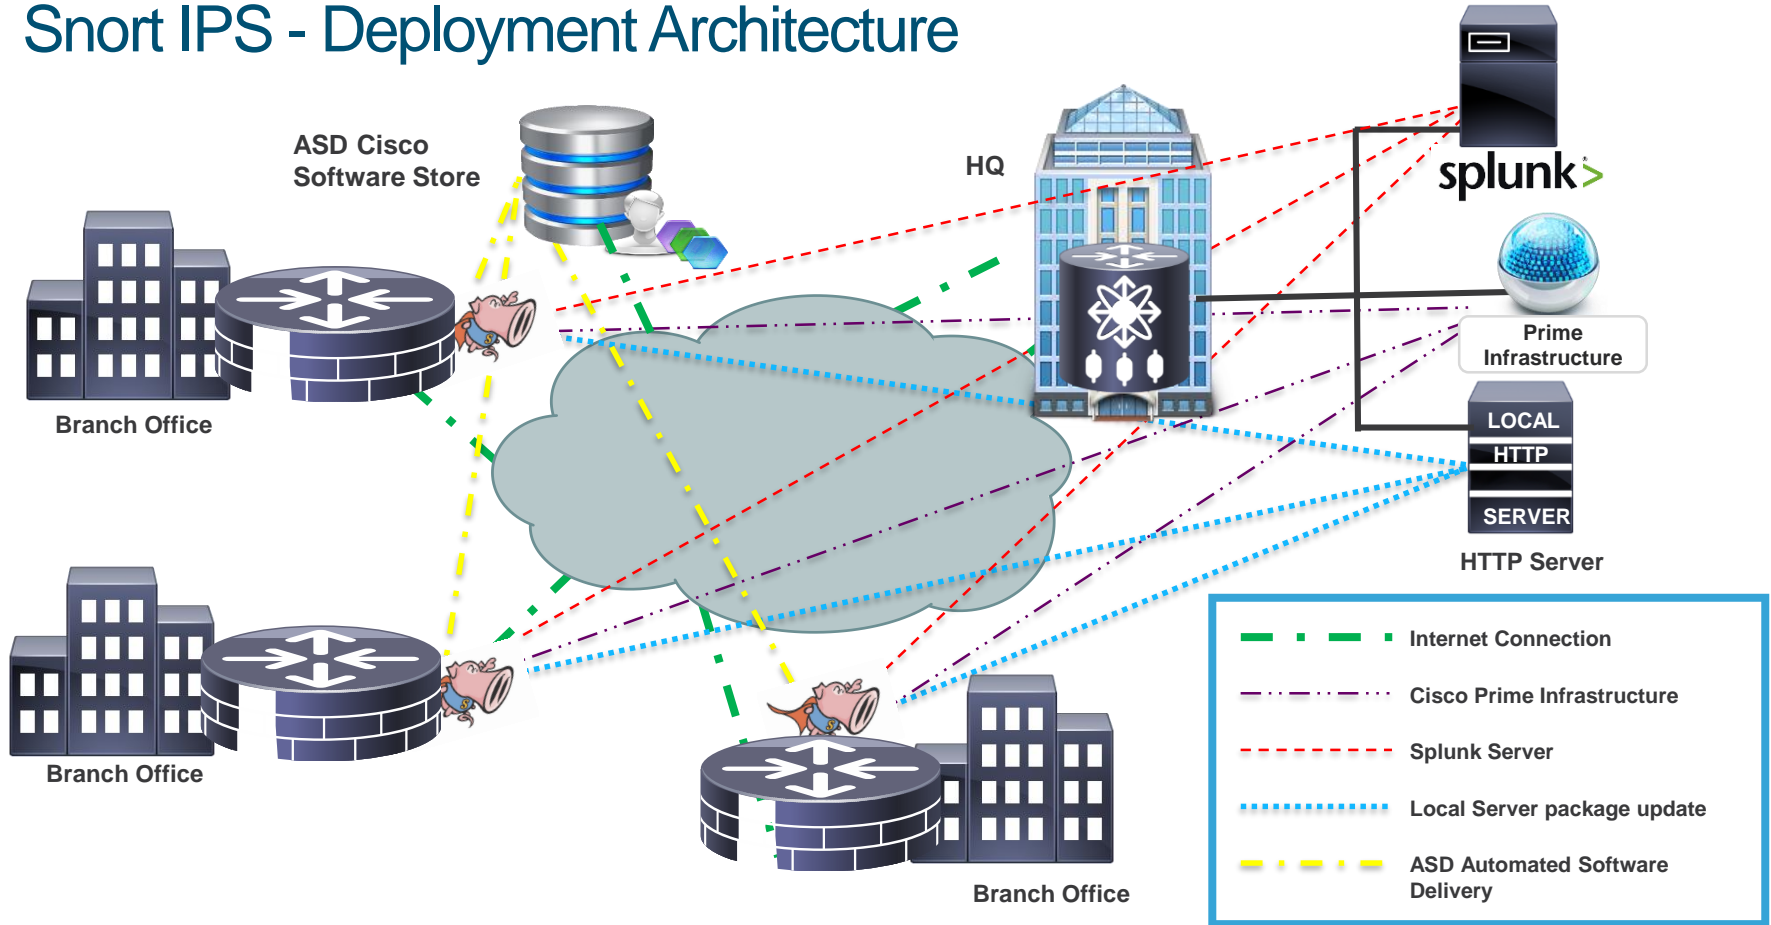 Snort IPS - Deployment Architecture
ASD Cisco
Software Store
HQ
splunk>
Prime
Infrastructure
Branch Office
LOCAL
HTTP
SERVER
HTTP Server
Branch Office
Branch Office
Internet Connection
Cisco Prime Infrastructure
Splunk Server
Local Server package update
ASD Automated Software
Delivery